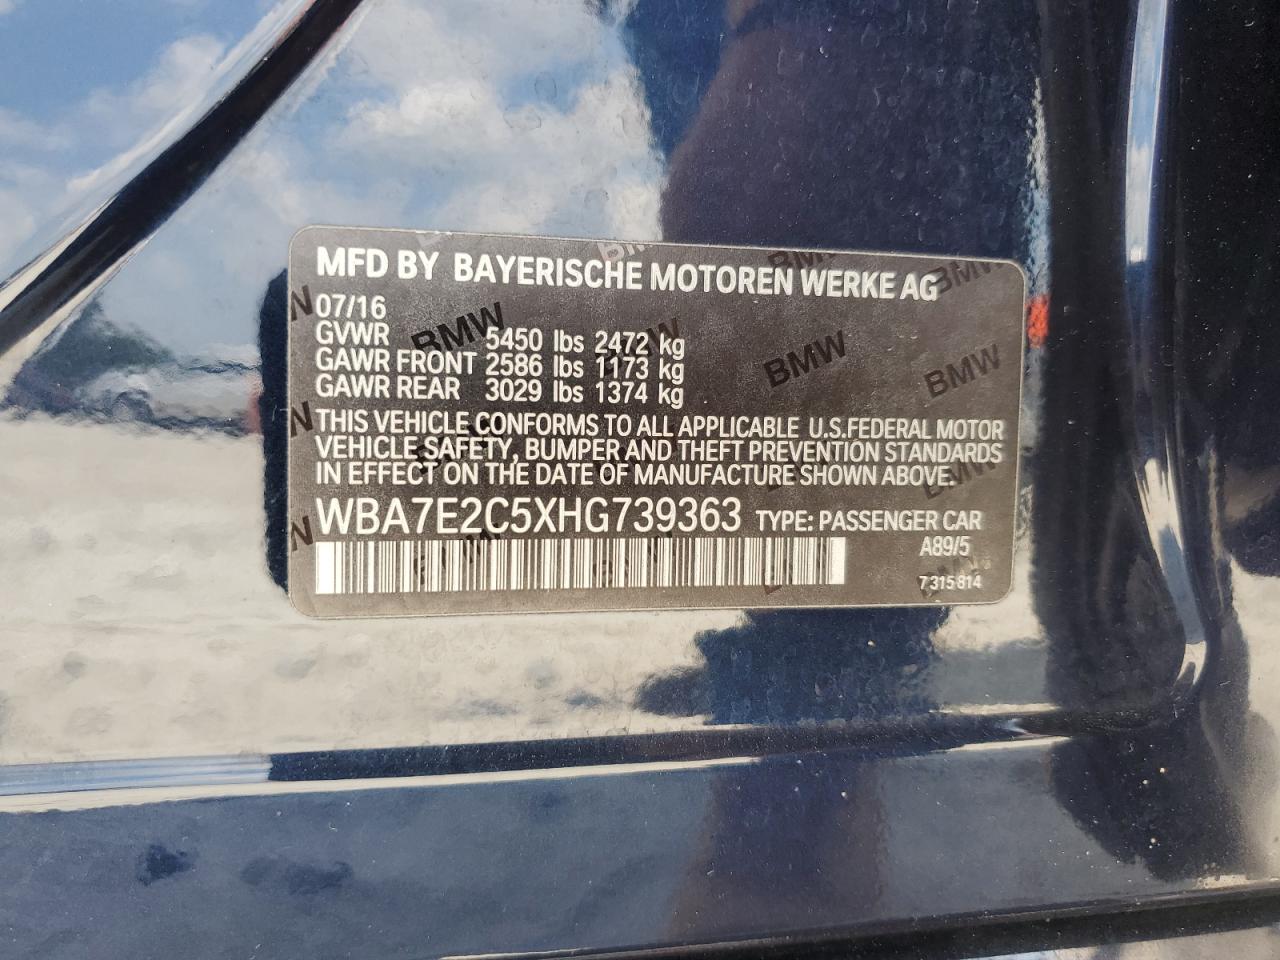 MFD BY BAYERISCHE MOTOREN WERKE AG
07/16
GVWR 5450 lbs 2472 kg
GAWR FRONT 2586 lbs 1173 kg
GAWR REAR 3029 lbs 1374 kg
THIS VEHICLE CONFORMS TO ALL APPLICABLE U.S.FEDERAL MOTOR
VEHICLE SAFETY, BUMPER AND THEFT PREVENTION STANDARDS
IN EFFECT ON THE DATE OF MANUFACTURE SHOWN ABOVE.
WBA7E2C5XHG739363 TYPE: PASSENGER CAR
A89/5
7 315 814
BMW
BMW
BMW
BMW